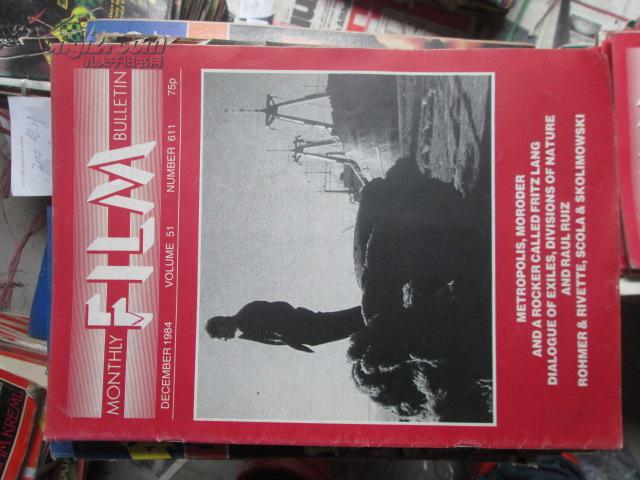 MONTHLY
FILM
BULLETIN
DECEMBER 1984 VOLUME 51 NUMBER 611 75p
METROPOLIS, MORODER
AND A ROCKER CALLED FRITZ LANG
DIALOGUE OF EXILES, DIVISIONS OF NATURE
AND RAUL RUIZ
ROHMER & RIVETTE, SCOLA & SKOLIMOWSKI
孔夫子旧书网